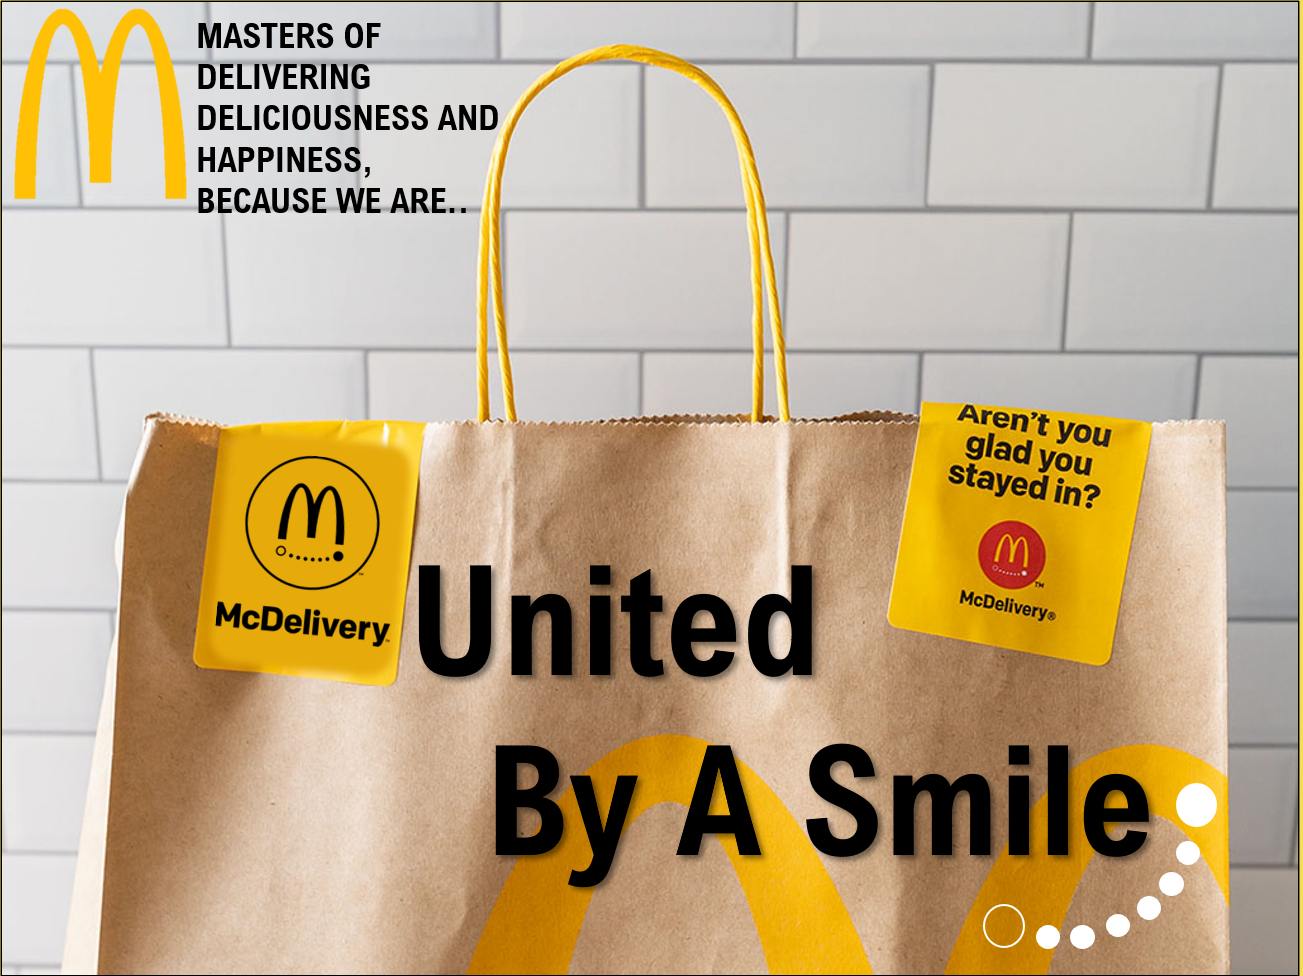 MASTERS OF
DELIVERING
DELICIOUSNESS AND
HAPPINESS,
BECAUSE WE ARE..
Aren't you
glad you
stayed in?
McDelivery®
McDelivery™
United
By A Smile